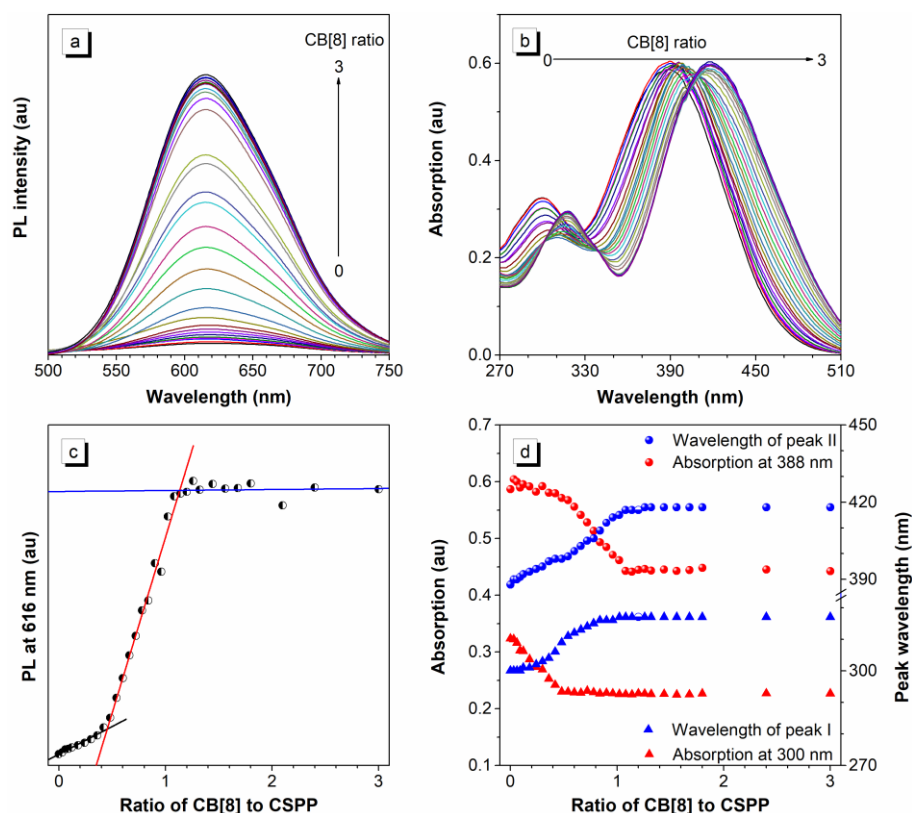 a
CB[8] ratio
3
0
PL intensity (au)
500 550 600 650 700 750
Wavelength (nm)
b
CB[8] ratio
0 3
Absorption (au)
0.6
0.4
0.2
0.0
270 330 390 450 510
Wavelength (nm)
c
PL at 616 nm (au)
0 1 2 3
Ratio of CB[8] to CSPP
d
Wavelength of peak II
Absorption at 388 nm
Wavelength of peak I
Absorption at 300 nm
Absorption (au)
0.7
0.6
0.5
0.4
0.3
0.2
0.1
Peak wavelength (nm)
450
420
390
300
270
0 1 2 3
Ratio of CB[8] to CSPP